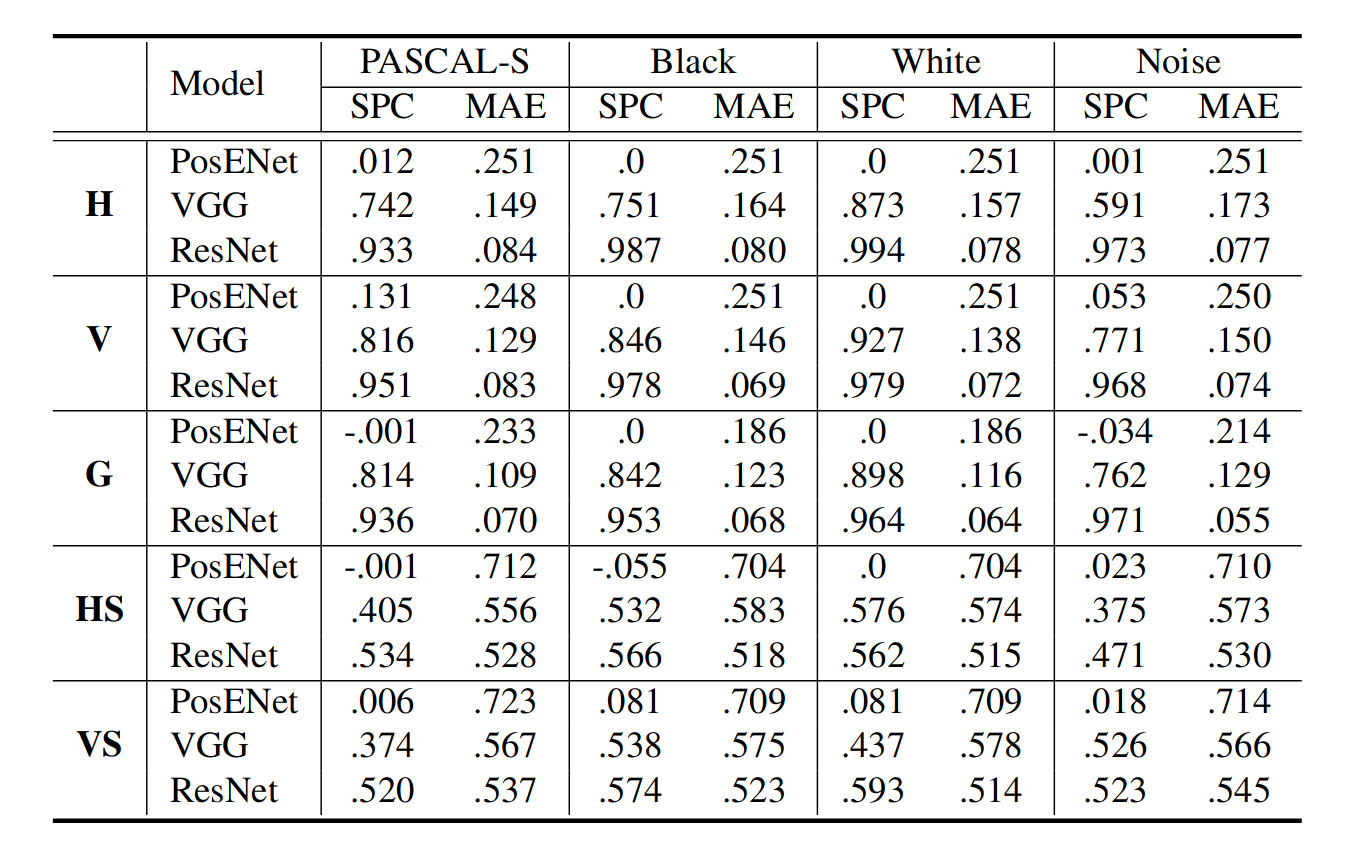 Model PASCAL-S Black White Noise
SPC MAE SPC MAE SPC MAE SPC MAE
H PosENet .012 .251 .0 .251 .0 .251 .001 .251
VGG .742 .149 .751 .164 .873 .157 .591 .173
ResNet .933 .084 .987 .080 .994 .078 .973 .077
V PosENet .131 .248 .0 .251 .0 .251 .053 .250
VGG .816 .129 .846 .146 .927 .138 .771 .150
ResNet .951 .083 .978 .069 .979 .072 .968 .074
G PosENet -.001 .233 .0 .186 .0 .186 -.034 .214
VGG .814 .109 .842 .123 .898 .116 .762 .129
ResNet .936 .070 .953 .068 .964 .064 .971 .055
HS PosENet -.001 .712 -.055 .704 .0 .704 .023 .710
VGG .405 .556 .532 .583 .576 .574 .375 .573
ResNet .534 .528 .566 .518 .562 .515 .471 .530
VS PosENet .006 .723 .081 .709 .081 .709 .018 .714
VGG .374 .567 .538 .575 .437 .578 .526 .566
ResNet .520 .537 .574 .523 .593 .514 .523 .545